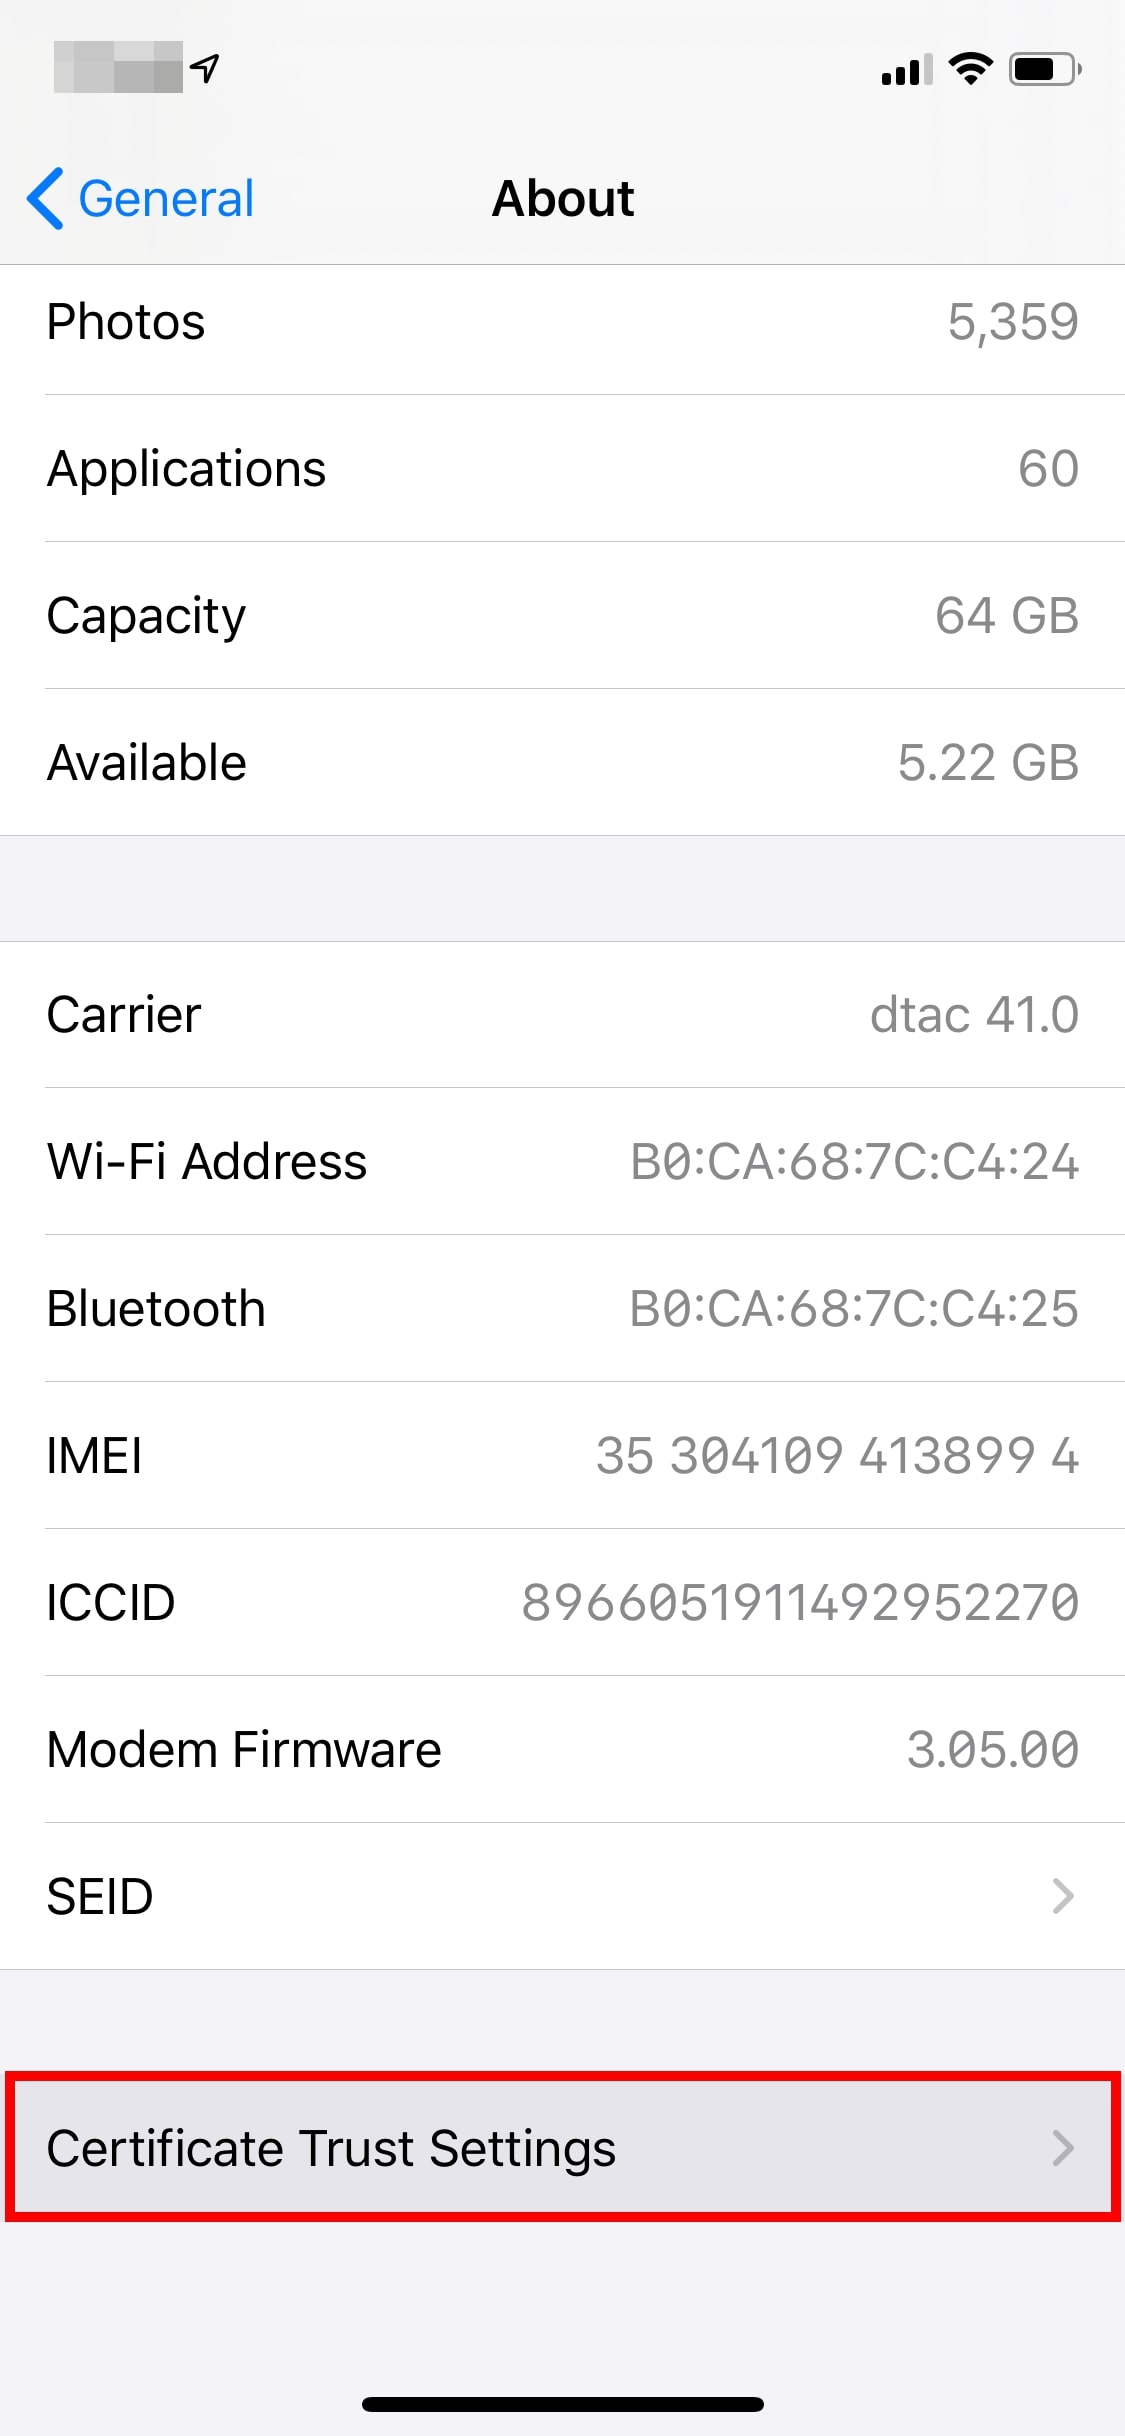 General
About
Photos 5,359
Applications 60
Capacity 64 GB
Available 5.22 GB
Carrier dtac 41.0
Wi-Fi Address B0:CA:68:7C:C4:24
Bluetooth B0:CA:68:7C:C4:25
IMEI 35 304109 413899 4
ICCID 8966051911492952270
Modem Firmware 3.05.00
SEID
Certificate Trust Settings